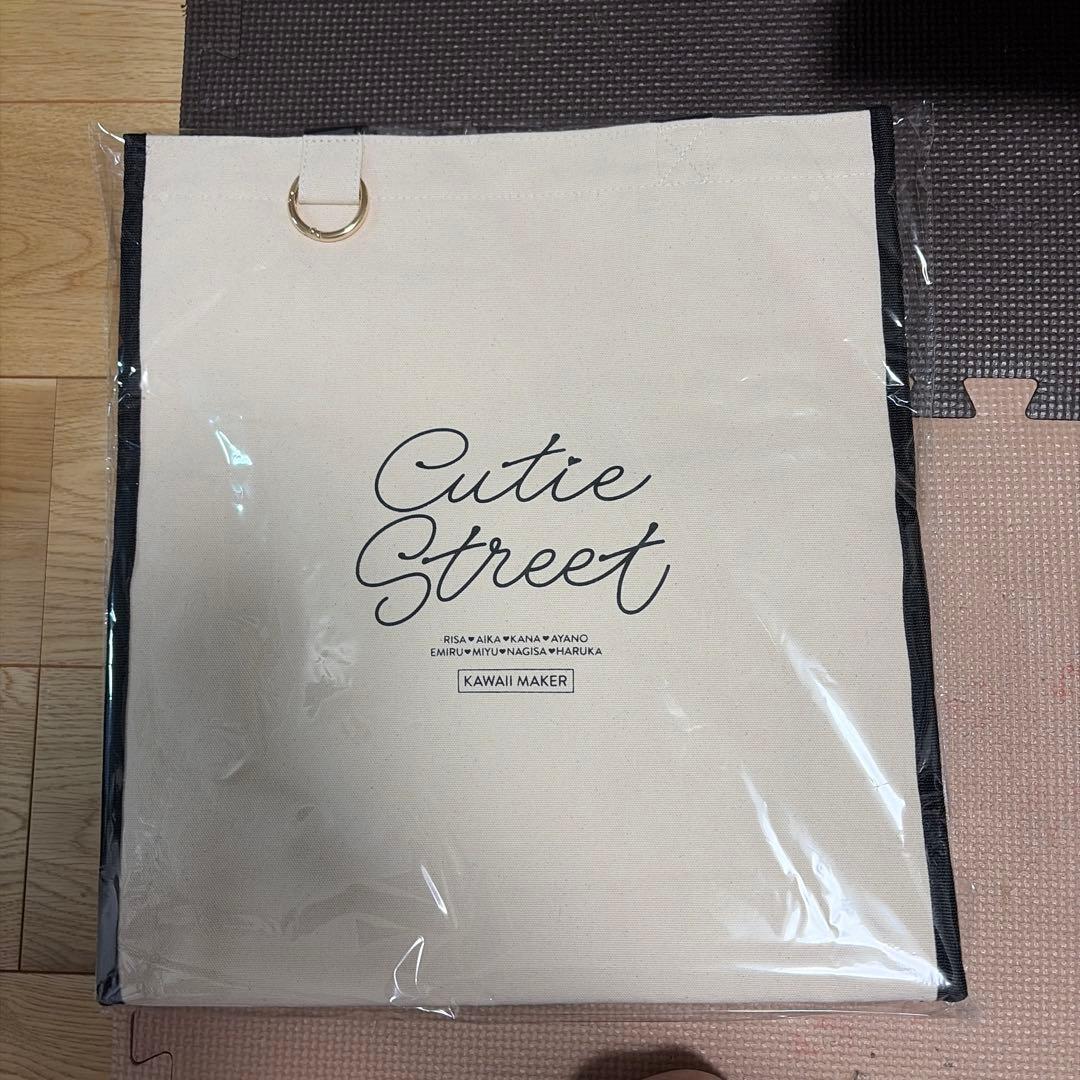 Cutie
Street
RISA♥AIKA♥KANA♥AYANO
EMIRU♥MIYU♥NAGISA♥HARUKA
KAWAII MAKER